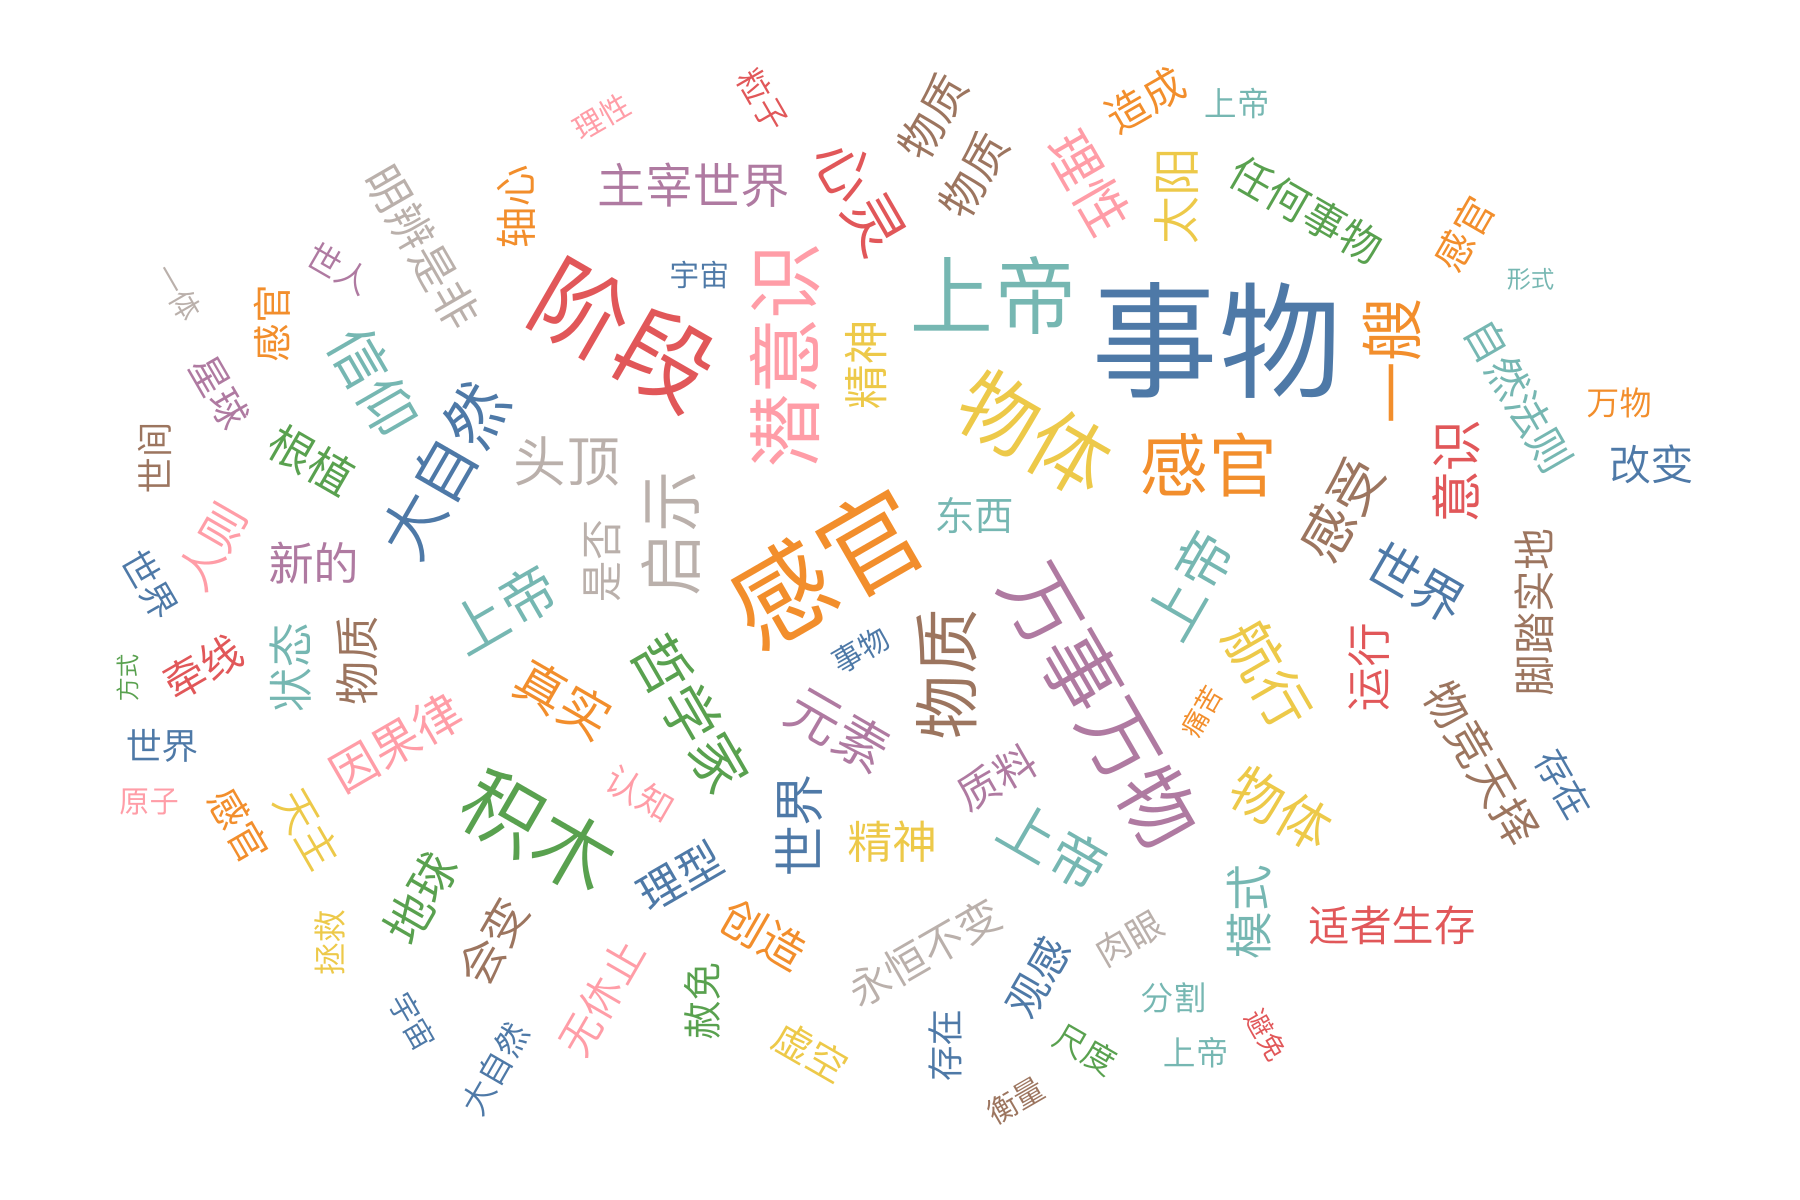 粒子
理性
物质
造成
上帝
主宰世界
心灵
物质
理性
太阳
任何事物
明辨是非
轴心
感官
世人
一体
感官
阶段
宇宙
潜意识
上帝
事物
一艘
形式
星球
信仰
大自然
精神
物体
感官
自然法则
万物
改变
世间
根植
头顶
启示
是否
感官
东西
感受
意识
世界
人则
新的
上帝
事物
物质
万事万物
上帝
世界
航行
运行
脚踏实地
方式
牵线
状态
物质
真实
哲学家
元素
痛苦
物竞天择
世界
因果律
认知
质料
存在
原子
感官
天主
积木
理型
世界
精神
上帝
物体
地球
会变
创造
永恒不变
肉眼
模式
适者生存
拯救
无休止
赦免
观感
分割
宇宙
大自然
虚空
存在
尺度
上帝
避免
衡量